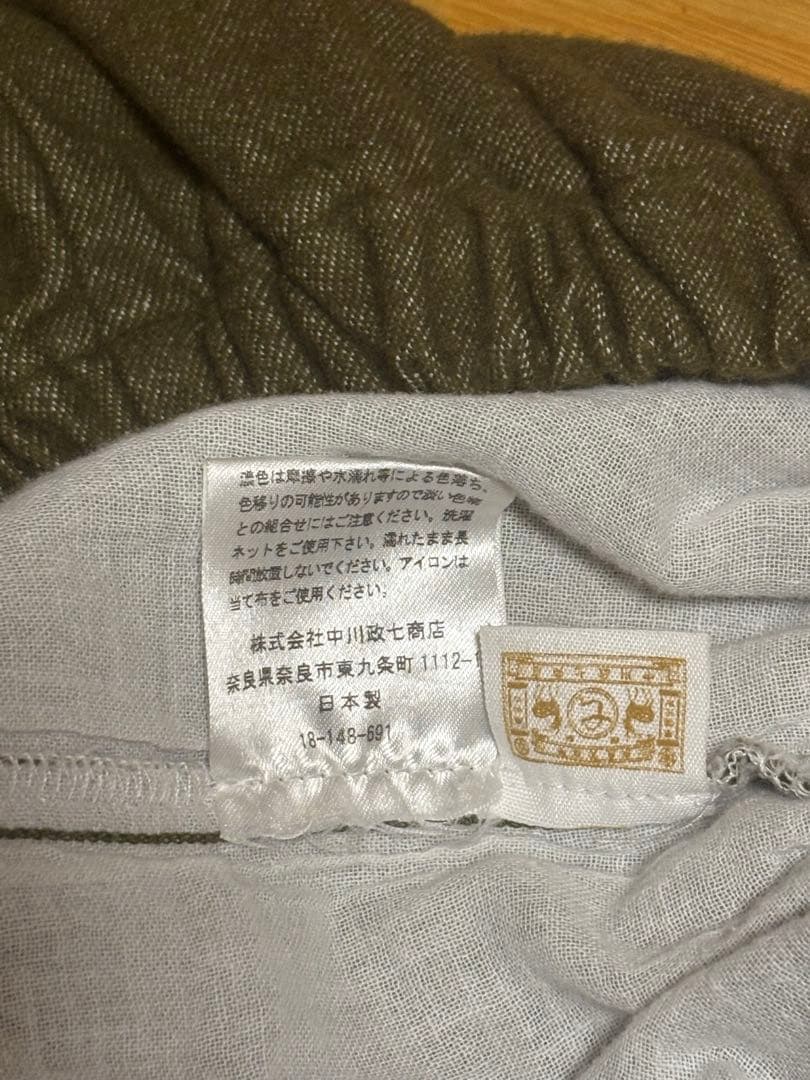 濃色は摩擦や水濡れ等による色落ち、
色移りの可能性がありますので淡い色等
との組合せにはご注意ください。洗濯
ネットをご使用下さい。濡れたまま長
時間放置しないでください。アイロンは
当て布をご使用ください。
株式会社中川政七商店
奈良県奈良市東九条町1112-1
日本製
18-148-691